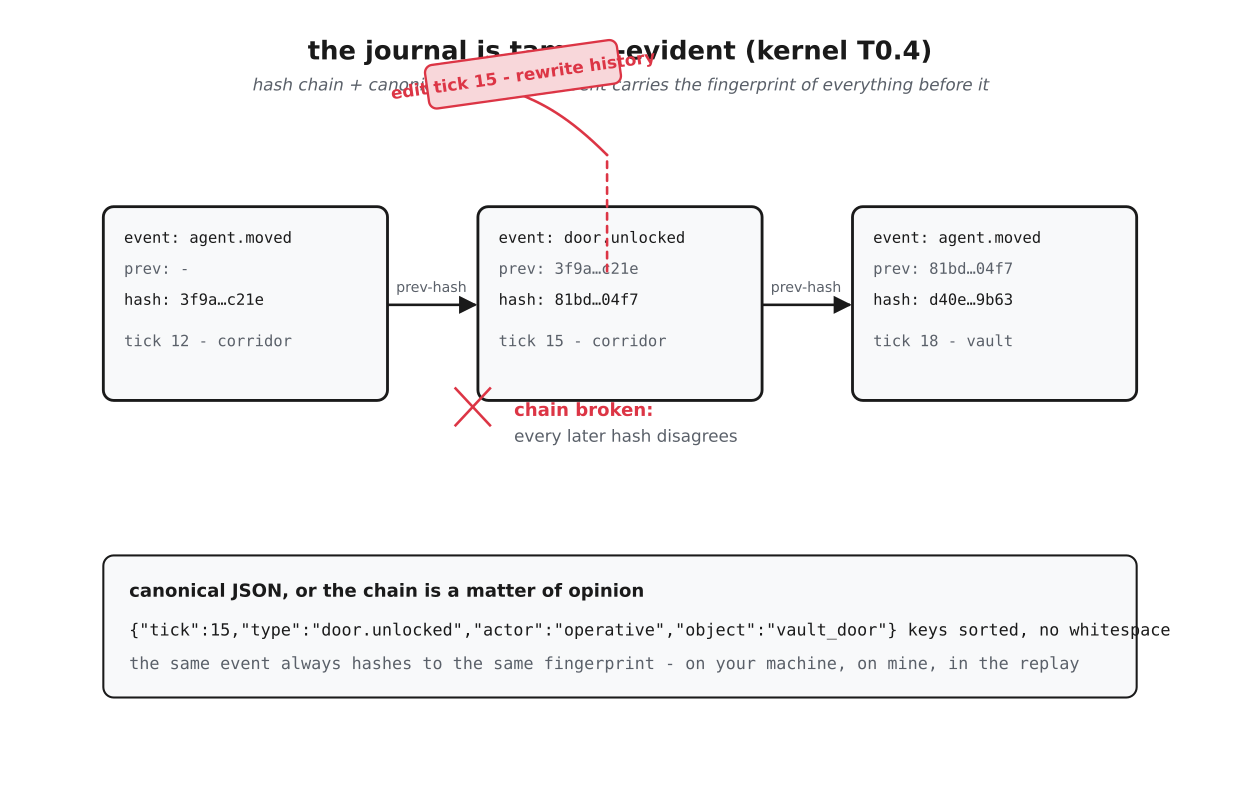 the journal is tam -evident (kernel T0.4)
edit tick 15 - rewrite history
hash chain + canoni carries the fingerprint of everything before it
event: agent.moved
prev: -
hash: 3f9a…c21e
tick 12 - corridor
prev-hash
event: door.unlocked
prev: 3f9a…c21e
hash: 81bd…04f7
tick 15 - corridor
prev-hash
event: agent.moved
prev: 81bd…04f7
hash: d40e…9b63
tick 18 - vault
chain broken:
every later hash disagrees
canonical JSON, or the chain is a matter of opinion
{"tick":15,"type":"door.unlocked","actor":"operative","object":"vault_door"} keys sorted, no whitespace
the same event always hashes to the same fingerprint - on your machine, on mine, in the replay